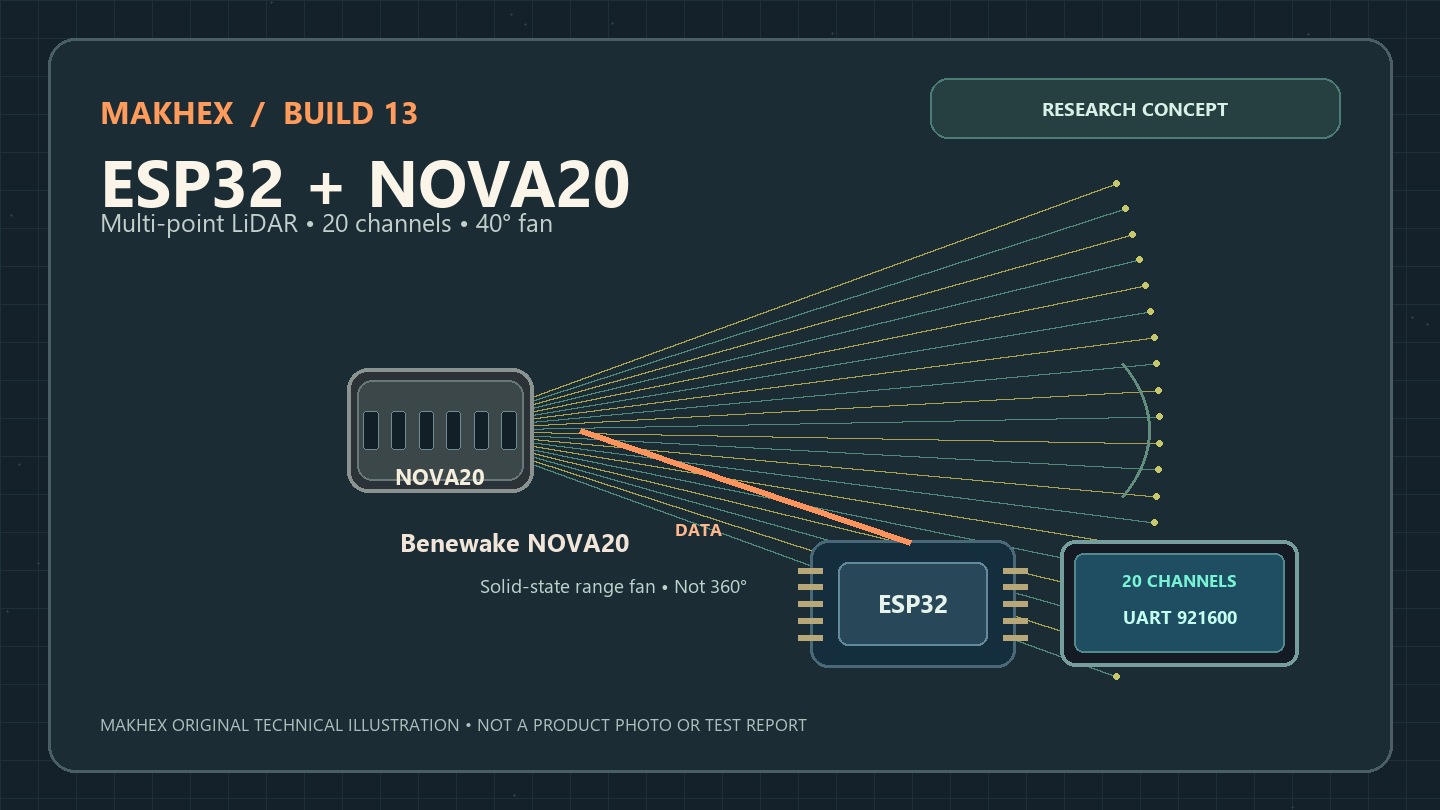 MAKHEX / BUILD 13
RESEARCH CONCEPT
ESP32 + NOVA20
Multi-point LiDAR • 20 channels • 40° fan
NOVA20
DATA
Benewake NOVA20
Solid-state range fan • Not 360°
ESP32
20 CHANNELS
UART 921600
MAKHEX ORIGINAL TECHNICAL ILLUSTRATION • NOT A PRODUCT PHOTO OR TEST REPORT